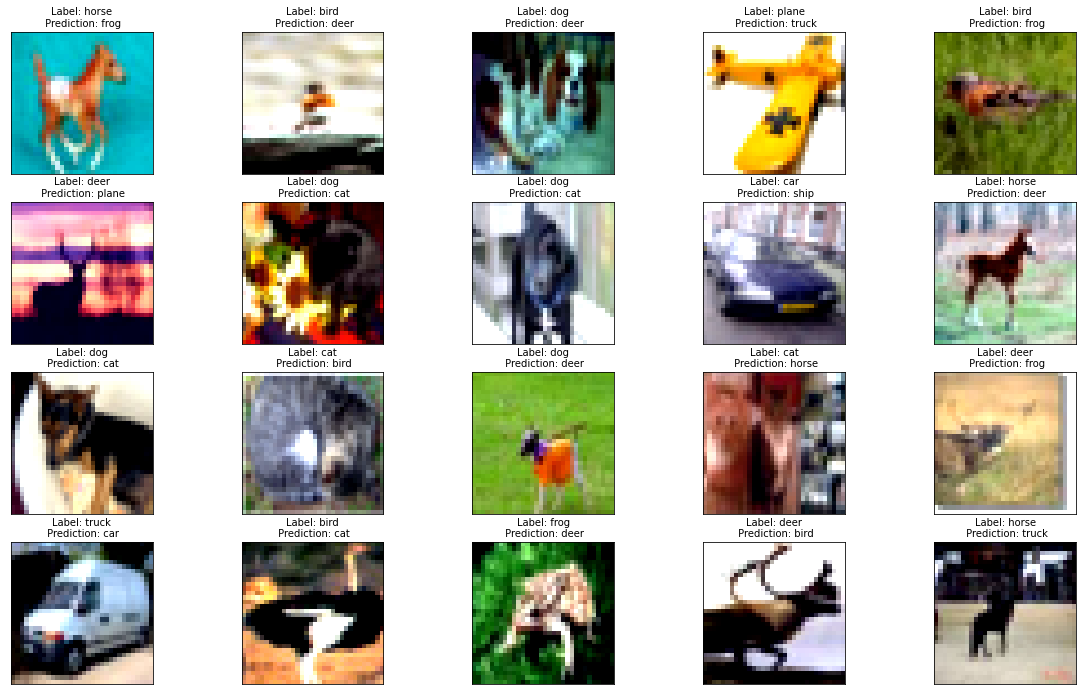 Label: horse
Prediction: frog
Label: bird
Prediction: deer
Label: dog
Prediction: deer
Label: plane
Prediction: truck
Label: bird
Prediction: frog
Label: deer
Prediction: plane
Label: dog
Prediction: cat
Label: dog
Prediction: cat
Label: car
Prediction: ship
Label: horse
Prediction: deer
Label: dog
Prediction: cat
Label: cat
Prediction: bird
Label: dog
Prediction: deer
Label: cat
Prediction: horse
Label: deer
Prediction: frog
Label: truck
Prediction: car
Label: bird
Prediction: cat
Label: frog
Prediction: deer
Label: deer
Prediction: bird
Label: horse
Prediction: truck